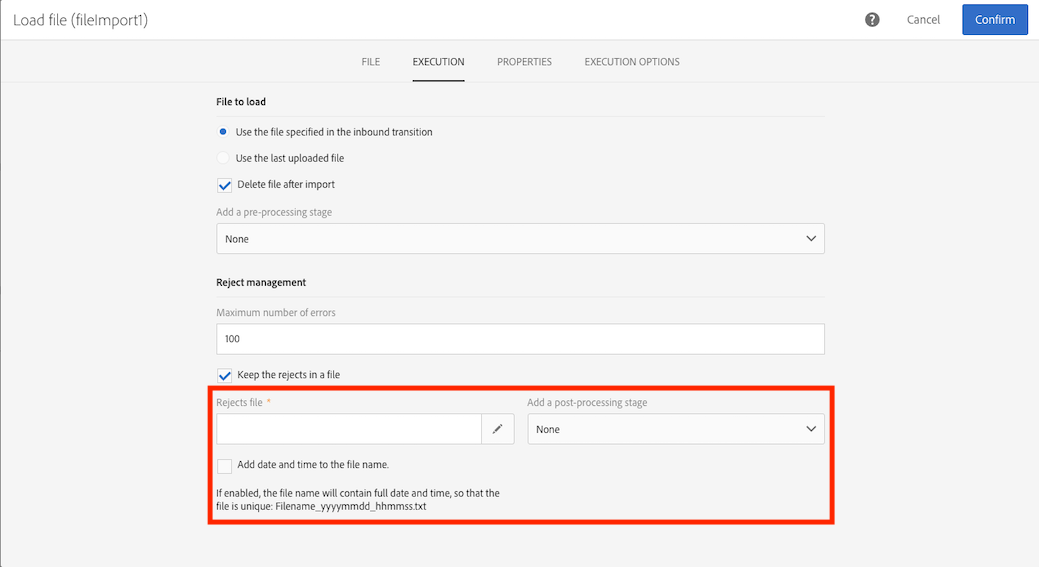 Load file (fileImport1)
?
Cancel
Confirm
FILE
EXECUTION
PROPERTIES
EXECUTION OPTIONS
File to load
Use the file specified in the inbound transition
Use the last uploaded file
Delete file after import
Add a pre-processing stage
None
Reject management
Maximum number of errors
100
Keep the rejects in a file
Rejects file *
Add a post-processing stage
None
Add date and time to the file name.
If enabled, the file name will contain full date and time, so that the
file is unique: Filename_yyyymmdd_hhmmss.txt